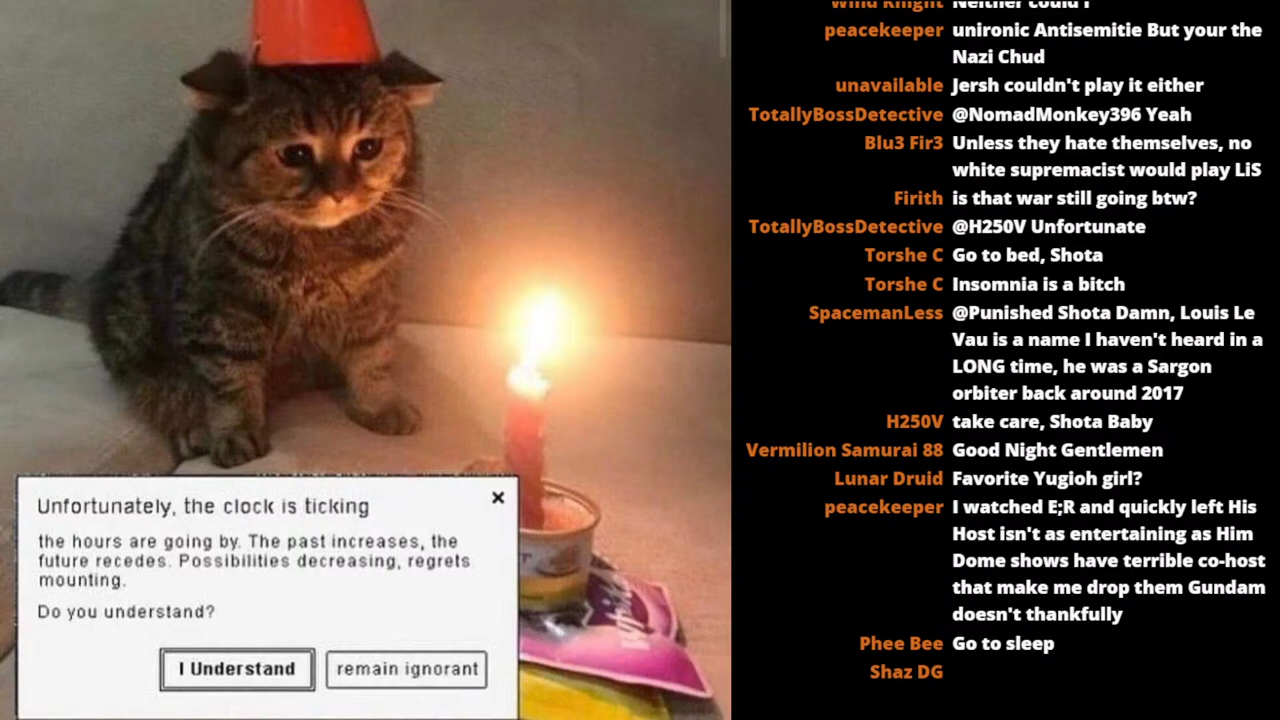 Unfortunately, the clock is ticking
the hours are going by. The past increases, the
future recedes. Possibilities decreasing, regrets
mounting.
Do you understand?
I Understand
remain ignorant
Wind Knight Neither could I
peacekeeper unironic Antisemitie But your the
Nazi Chud
unavailable Jersh couldn't play it either
TotallyBossDetective @NomadMonkey396 Yeah
Blu3 Fir3 Unless they hate themselves, no
white supremacist would play LiS
Firith is that war still going btw?
TotallyBossDetective @H250V Unfortunate
Torshe C Go to bed, Shota
Torshe C Insomnia is a bitch
SpacemanLess @Punished Shota Damn, Louis Le
Vau is a name I haven't heard in a
LONG time, he was a Sargon
orbiter back around 2017
H250V take care, Shota Baby
Vermilion Samurai 88 Good Night Gentlemen
Lunar Druid Favorite Yugioh girl?
peacekeeper I watched E;R and quickly left His
Host isn't as entertaining as Him
Dome shows have terrible co-host
that make me drop them Gundam
doesn't thankfully
Phee Bee Go to sleep
Shaz DG